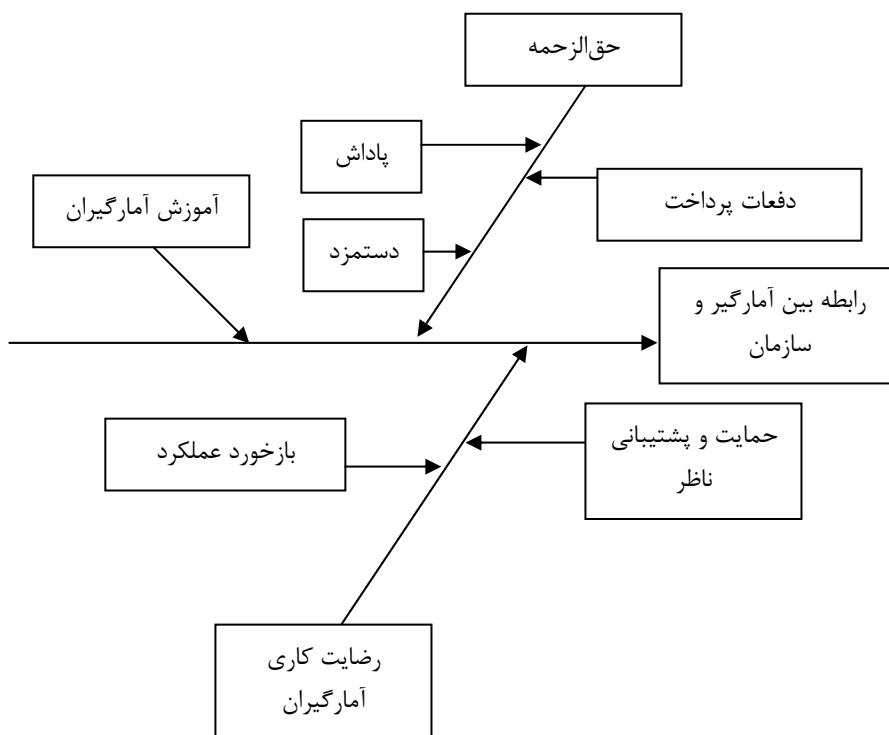 حق‌الزحمه
پاداش
دفعات پرداخت
آموزش آمارگیران
دستمزد
رابطه بین آمارگیر و
سازمان
حمایت و پشتیبانی
ناظر
بازخورد عملکرد
رضایت کاری
آمارگیران